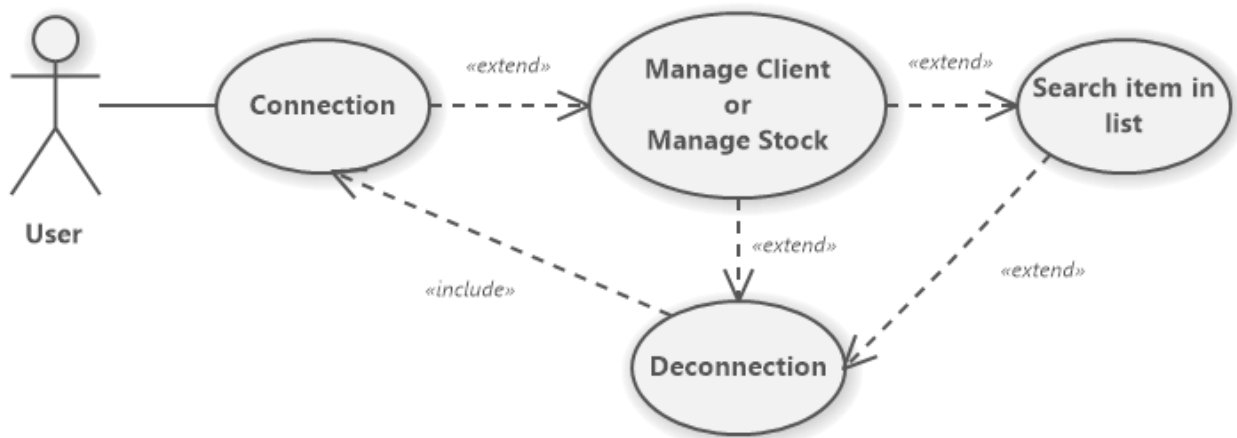 User
Connection
«extend»
Manage Client
or
Manage Stock
«extend»
Search item in
list
«extend»
«extend»
«include»
Deconnection